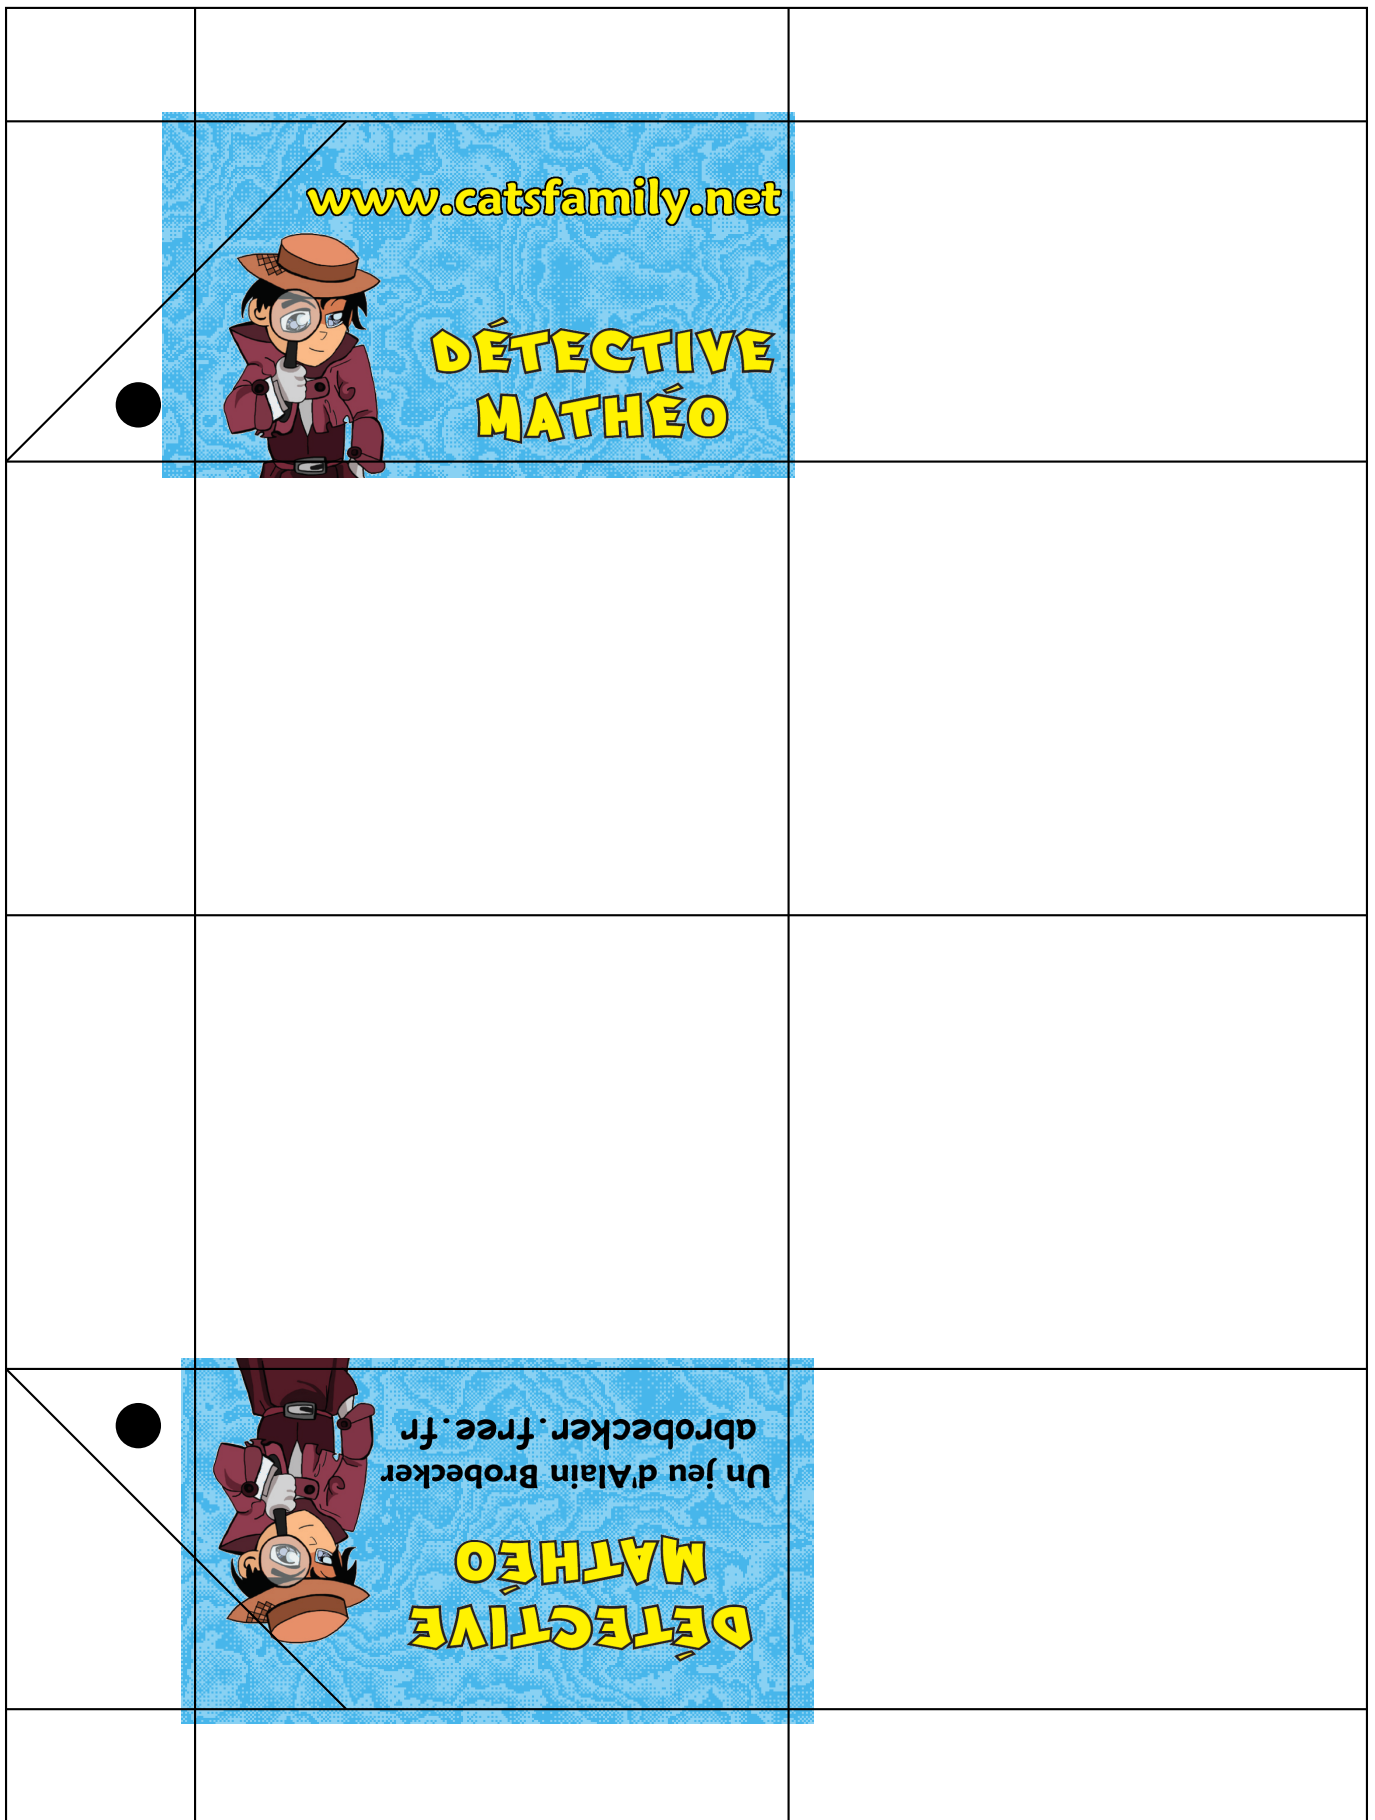 www.catsfamily.net
DÉTECTIVE
MATHÉO
DÉTECTIVE
MATHÉO
Un jeu d'Alain Brobecker
abrobecker.free.fr